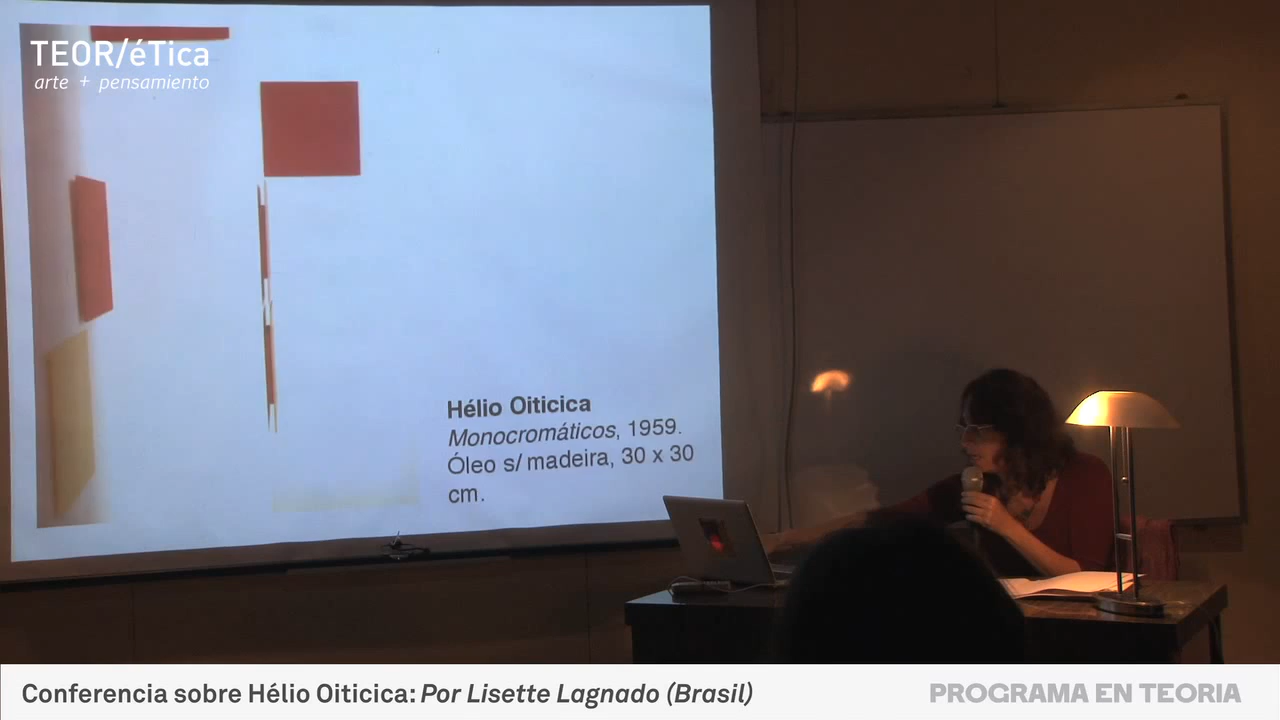 TEOR/éTica
arte + pensamiento
Hélio Oiticica
Monocromáticos, 1959.
Óleo s/ madeira, 30 x 30
cm.
Conferencia sobre Hélio Oiticica: Por Lisette Lagnado (Brasil)
PROGRAMA EN TEORIA